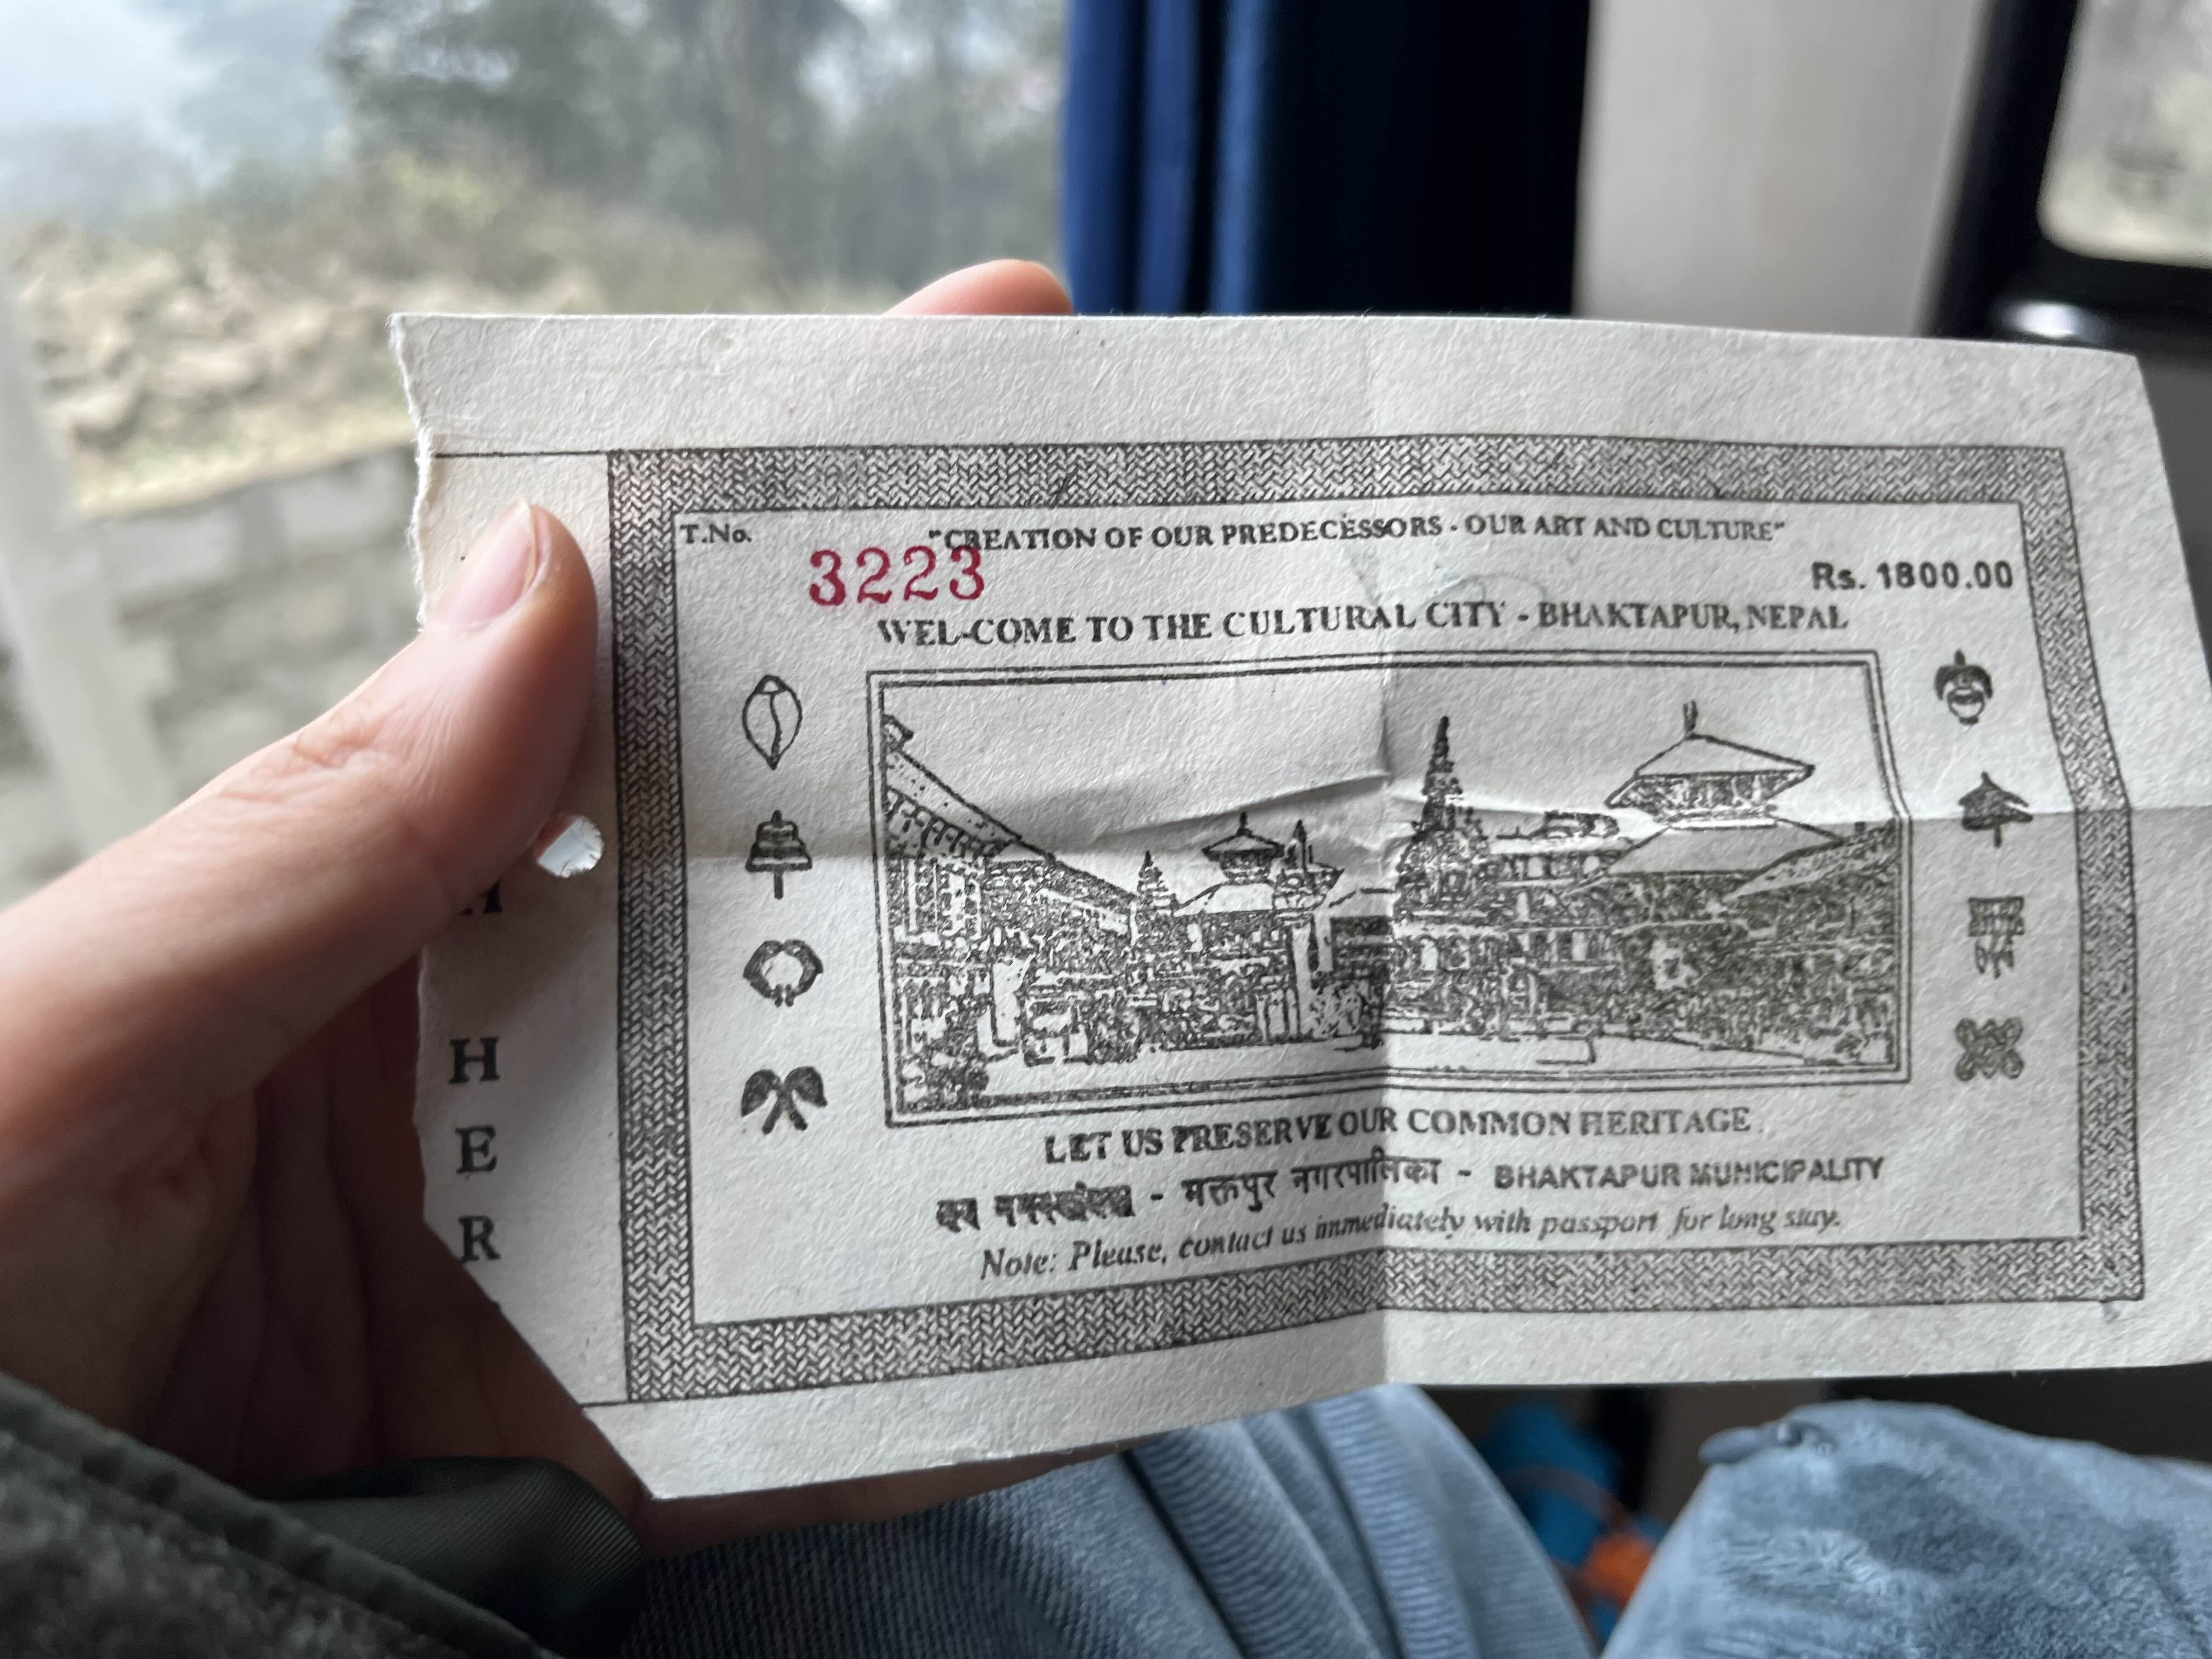 T.No.
"CREATION OF OUR PREDECESSORS - OUR ART AND CULTURE"
3223
Rs. 1800.00
WEL-COME TO THE CULTURAL CITY - BHAKTAPUR, NEPAL
LET US PRESERVE OUR COMMON HERITAGE.
- भक्तपुर नगरपालिका - BHAKTAPUR MUNICIPALITY
Note: Please, contact us immediately with passport for long stay.
H
E
R